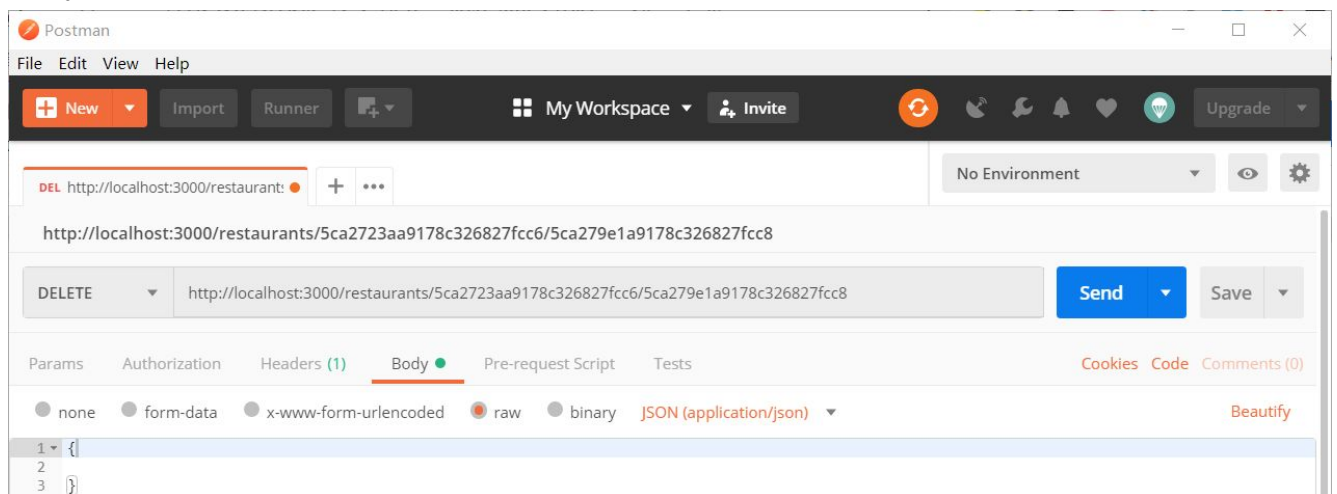 Postman
File Edit View Help
New Import Runner My Workspace Invite Upgrade
DEL http://localhost:3000/restaurant: No Environment
http://localhost:3000/restaurants/5ca2723aa9178c326827fcc6/5ca279e1a9178c326827fcc8
DELETE http://localhost:3000/restaurants/5ca2723aa9178c326827fcc6/5ca279e1a9178c326827fcc8 Send Save
Params Authorization Headers (1) Body Pre-request Script Tests Cookies Code Comments (0)
none form-data x-www-form-urlencoded raw binary JSON (application/json) Beautify
1 {
2
3 }